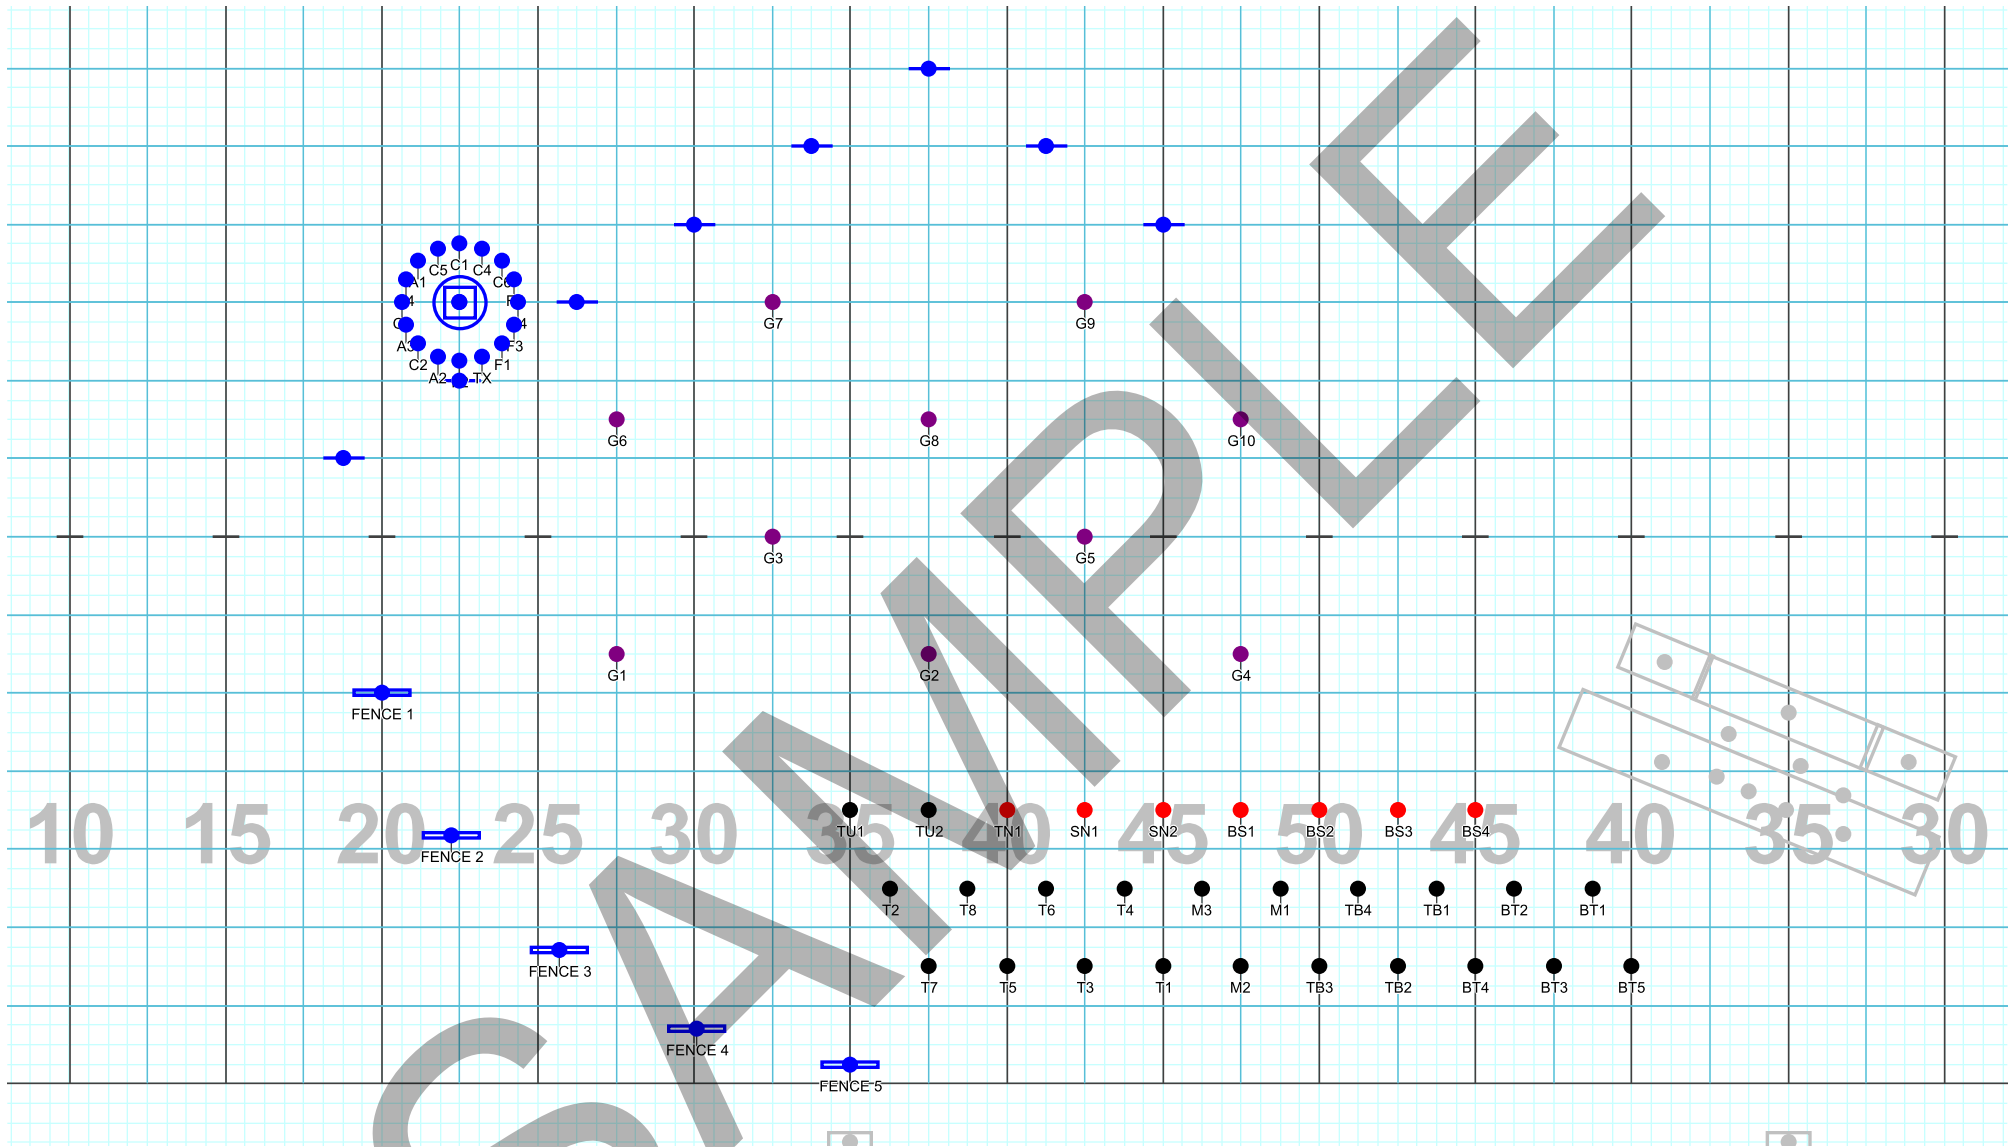 C5 C1 C4
A1 C6
F
4 4
C
A3 F3
C2 F1
A2 TX
G7 G9
G6 G8 G10
G3 G5
G1 G2 G4
FENCE 1
10 15 20 25 30 35 40 45 50 45 40 35 30
TU1 TU2 TN1 SN1 SN2 BS1 BS2 BS3 BS4
FENCE 2
T2 T8 T6 T4 M3 M1 TB4 TB1 BT2 BT1
FENCE 3
T7 T5 T3 T1 M2 TB3 TB2 BT4 BT3 BT5
FENCE 4
FENCE 5
SAMPLE